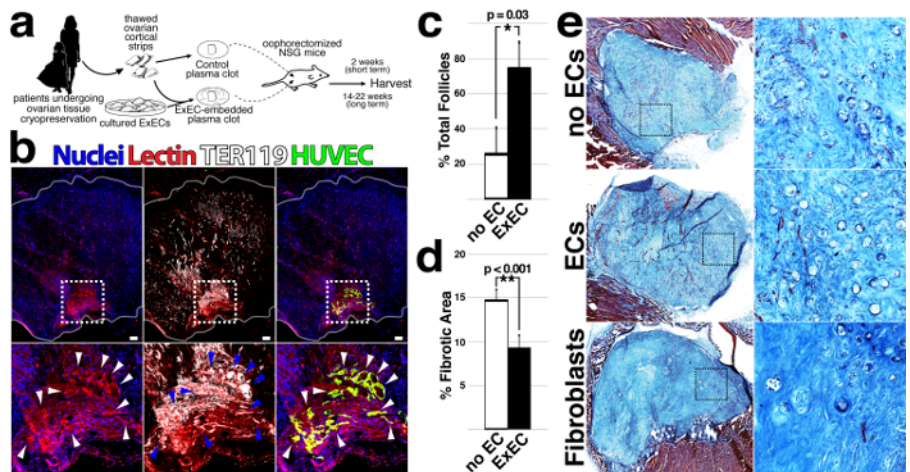 a
patients undergoing
ovarian tissue
cryopreservation
thawed
ovarian
cortical
strips
cultured ExECs
Control
plasma clot
ExEC-embedded
plasma clot
oophorectomized
NSG mice
2 weeks
(short term)
Harvest
14-22 weeks
(long term)
b
Nuclei Lectin TER119 HUVEC
c
p = 0.03
*
% Total Follicles
80
60
40
20
no EC
ExEC
d
p < 0.001
**
% Fibrotic Area
20
15
10
5
no EC
ExEC
e
no ECs
ECs
Fibroblasts